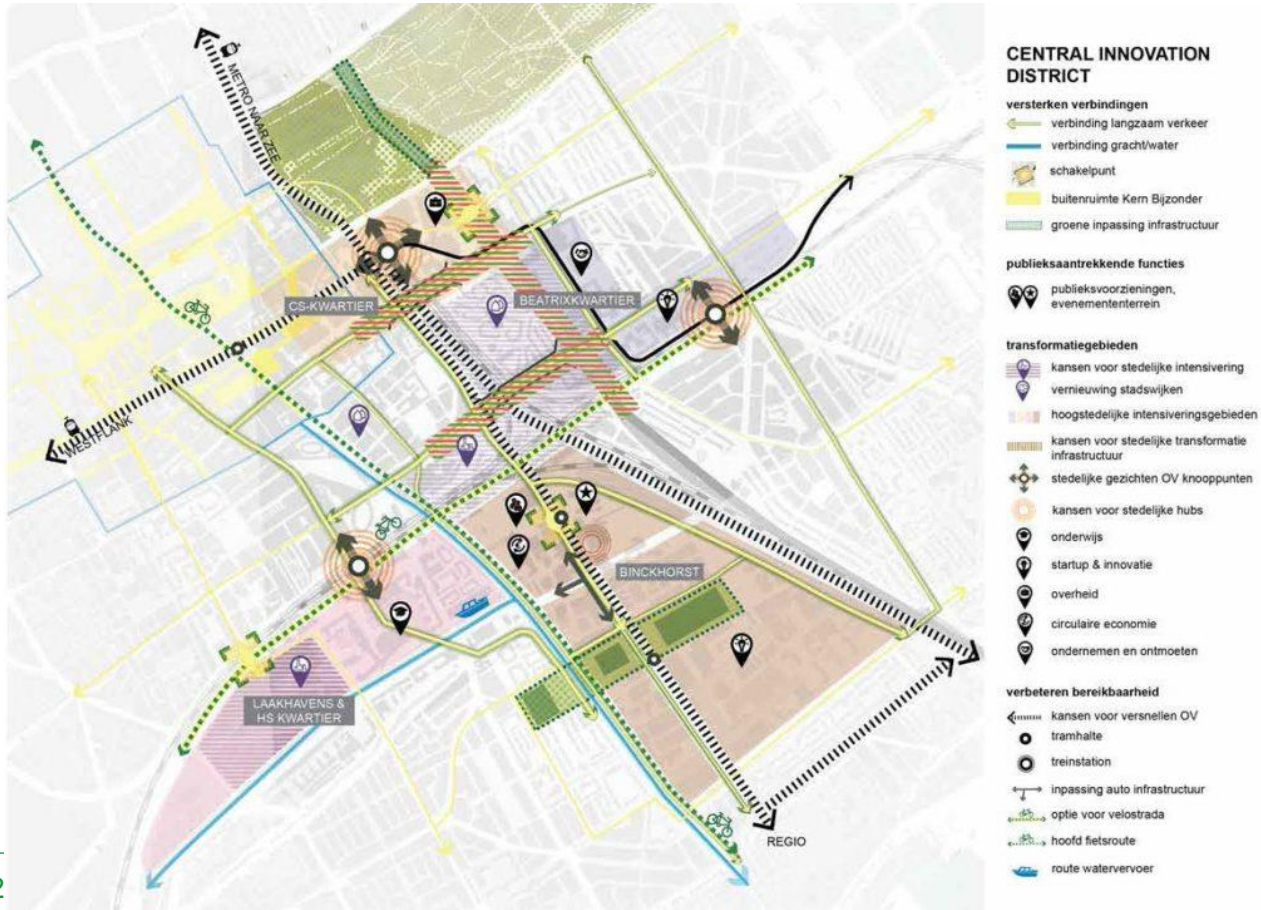 METRO NAAR ZEE
CS-KWARTIER
BEATRIXKWARTIER
WESTFLANK
BINCKHORST
LAAKHAVENS &
HS KWARTIER
REGIO
2
CENTRAL INNOVATION
DISTRICT
versterken verbindingen
verbinding langzaam verkeer
verbinding gracht/water
schakelpunt
buitenruimte Kern Bijzonder
groene inpassing infrastructuur
publieksaantrekkende functies
publieksvoorzieningen,
evenemententerrein
transformatiegebieden
kansen voor stedelijke intensivering
vernieuwing stadswijken
hoogstedelijke intensiveringsgebieden
kansen voor stedelijke transformatie
infrastructuur
stedelijke gezichten OV knooppunten
kansen voor stedelijke hubs
onderwijs
startup & innovatie
overheid
circulaire economie
ondernemen en ontmoeten
verbeteren bereikbaarheid
kansen voor versnellen OV
tramhalte
treinstation
inpassing auto infrastructuur
optie voor velostrada
hoofd fietsroute
route watervervoer